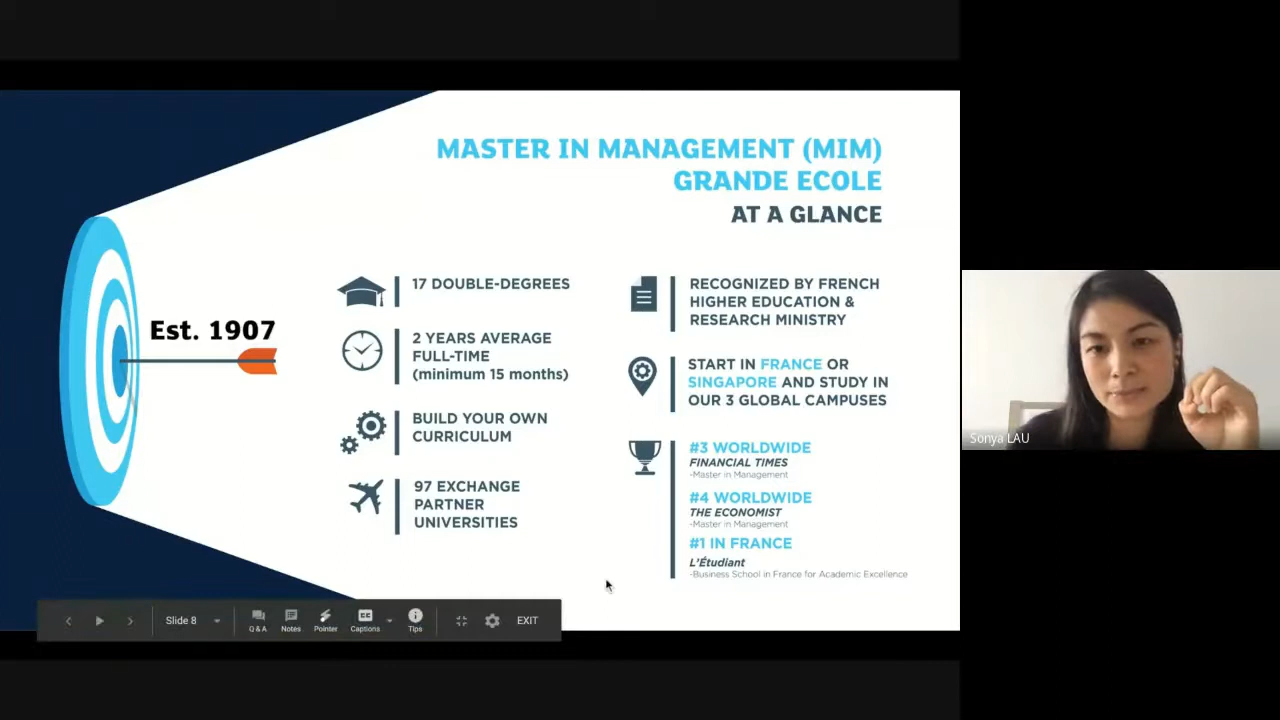 MASTER IN MANAGEMENT (MIM)
GRANDE ECOLE
AT A GLANCE
Est. 1907
17 DOUBLE-DEGREES
2 YEARS AVERAGE
FULL-TIME
(minimum 15 months)
BUILD YOUR OWN
CURRICULUM
97 EXCHANGE
PARTNER
UNIVERSITIES
RECOGNIZED BY FRENCH
HIGHER EDUCATION &
RESEARCH MINISTRY
START IN FRANCE OR
SINGAPORE AND STUDY IN
OUR 3 GLOBAL CAMPUSES
#3 WORLDWIDE
FINANCIAL TIMES
-Master in Management
#4 WORLDWIDE
THE ECONOMIST
-Master in Management
#1 IN FRANCE
L'Étudiant
-Business School in France for Academic Excellence
Slide 8
Q & A
Notes
Pointer
CC
Captions
Tips
EXIT
Sonya LAU